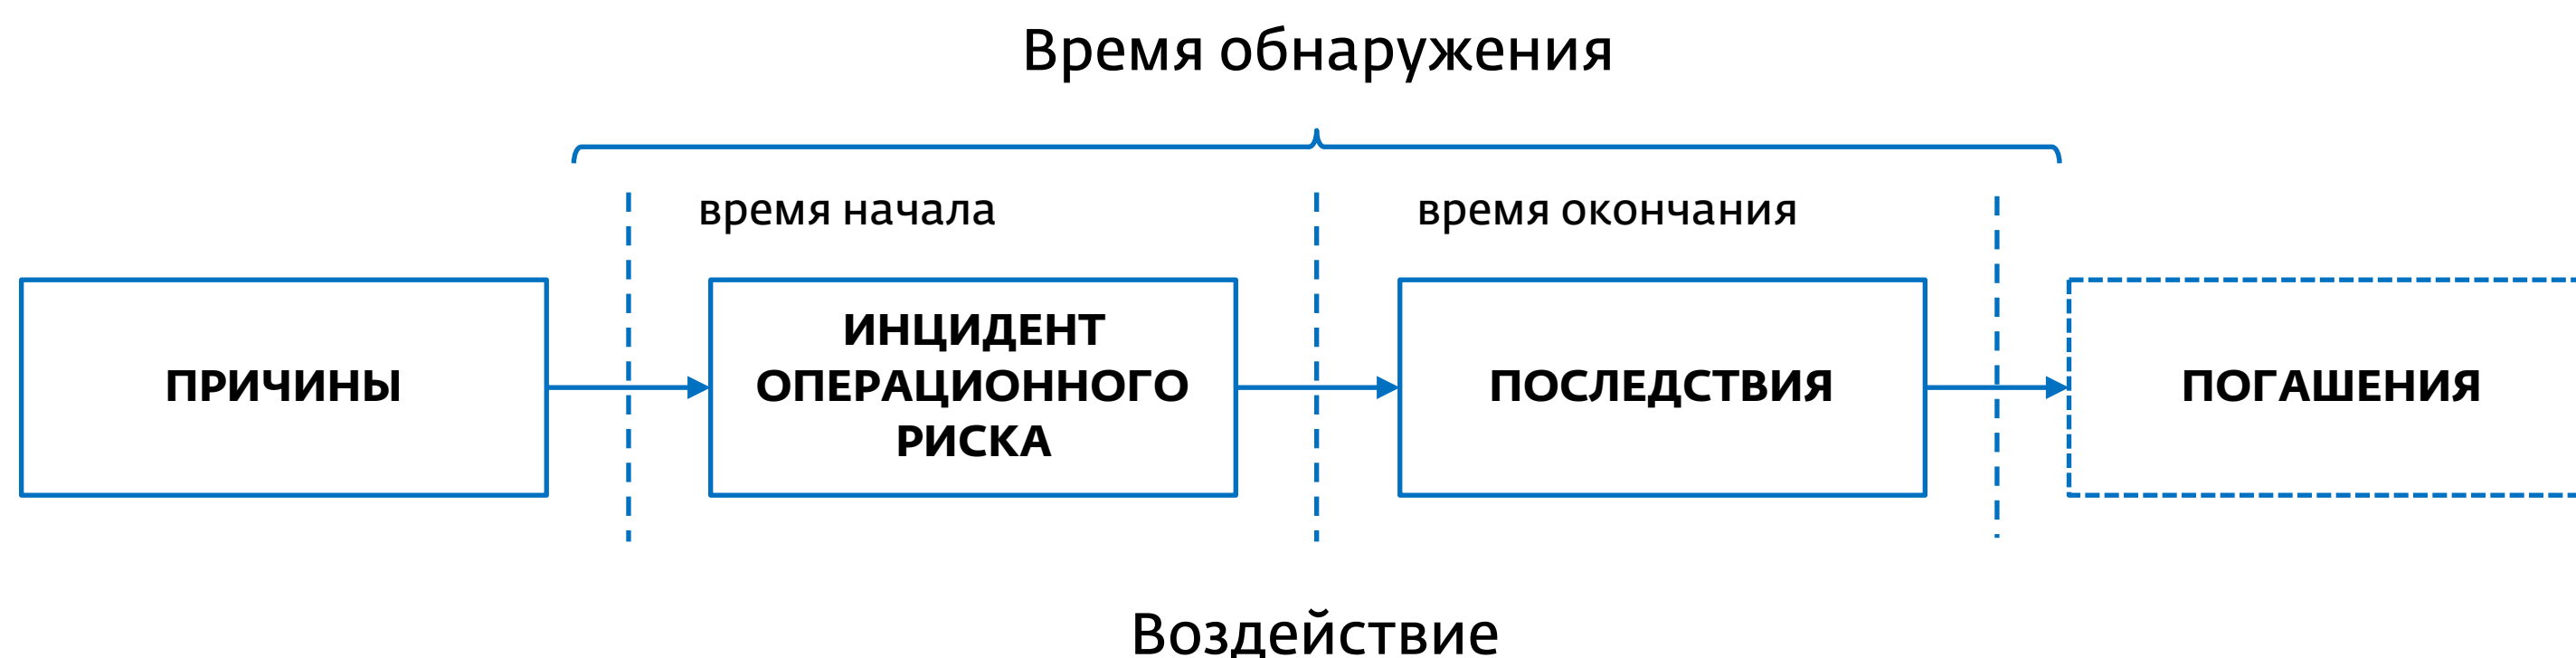 Время обнаружения
время начала
время окончания
ПРИЧИНЫ
ИНЦИДЕНТ
ОПЕРАЦИОННОГО
РИСКА
ПОСЛЕДСТВИЯ
ПОГАШЕНИЯ
Воздействие